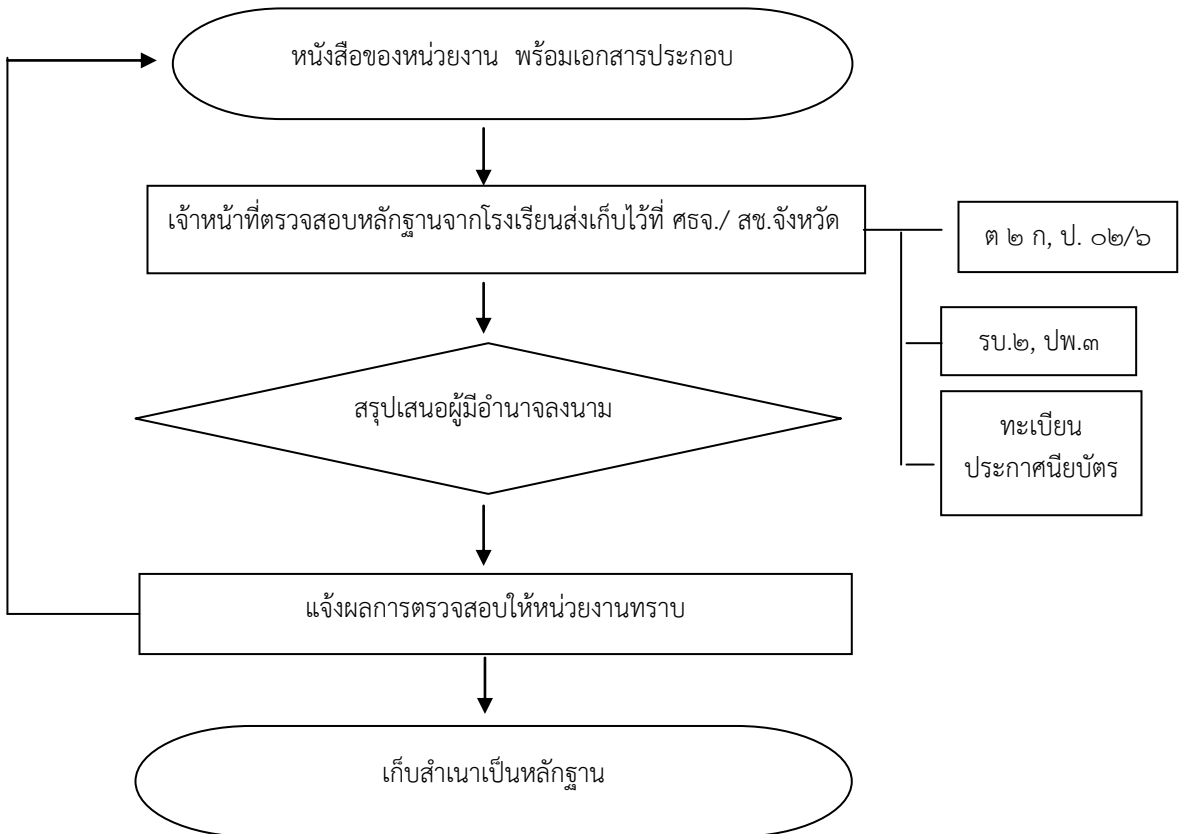 หนังสือของหน่วยงาน พร้อมเอกสารประกอบ
เจ้าหน้าที่ตรวจสอบหลักฐานจากโรงเรียนส่งเก็บไว้ที่ ศธจ./ สช.จังหวัด
ต ๒ ก, ป. ๐๒/๖
รบ.๒, ปพ.๓
ทะเบียน
ประกาศนียบัตร
สรุปเสนอผู้มีอำนาจลงนาม
แจ้งผลการตรวจสอบให้หน่วยงานทราบ
เก็บสำเนาเป็นหลักฐาน